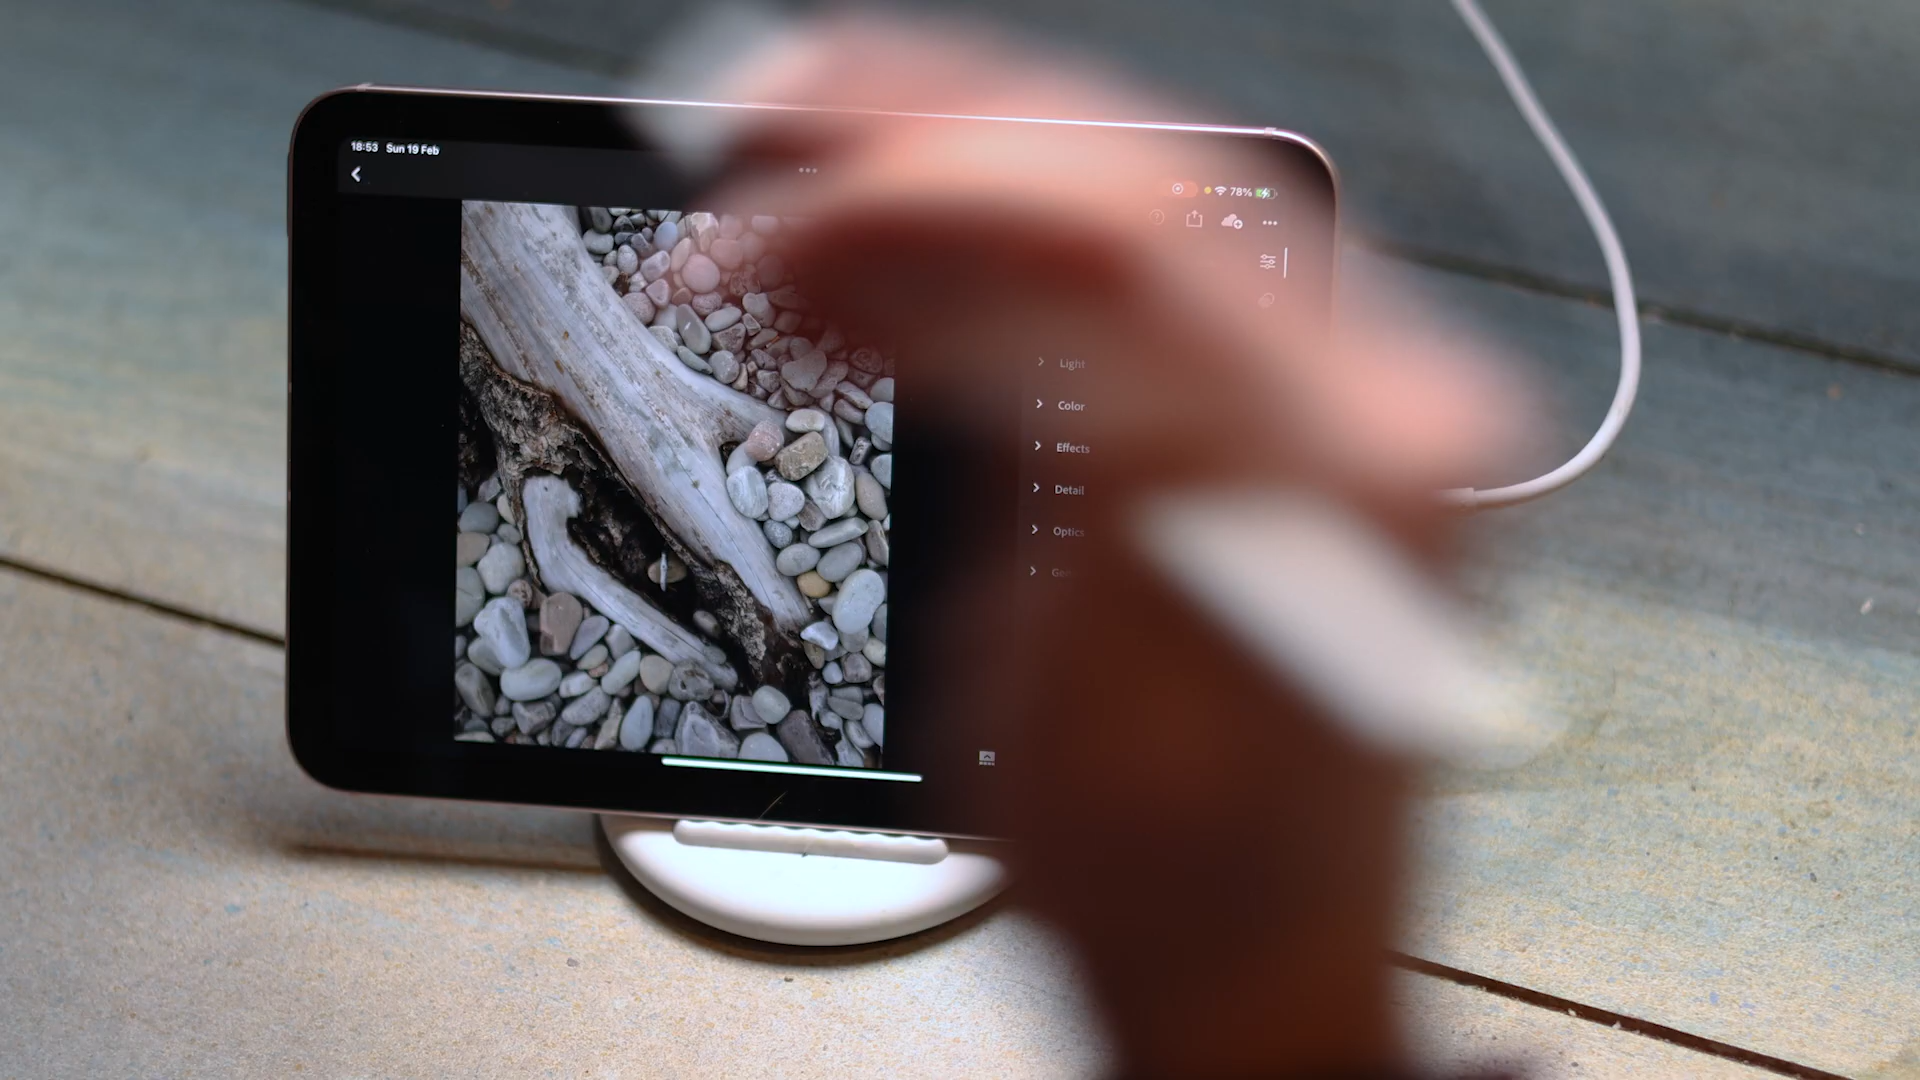 18:53 Sun 19 Feb
78%
Light
Color
Effects
Detail
Optics